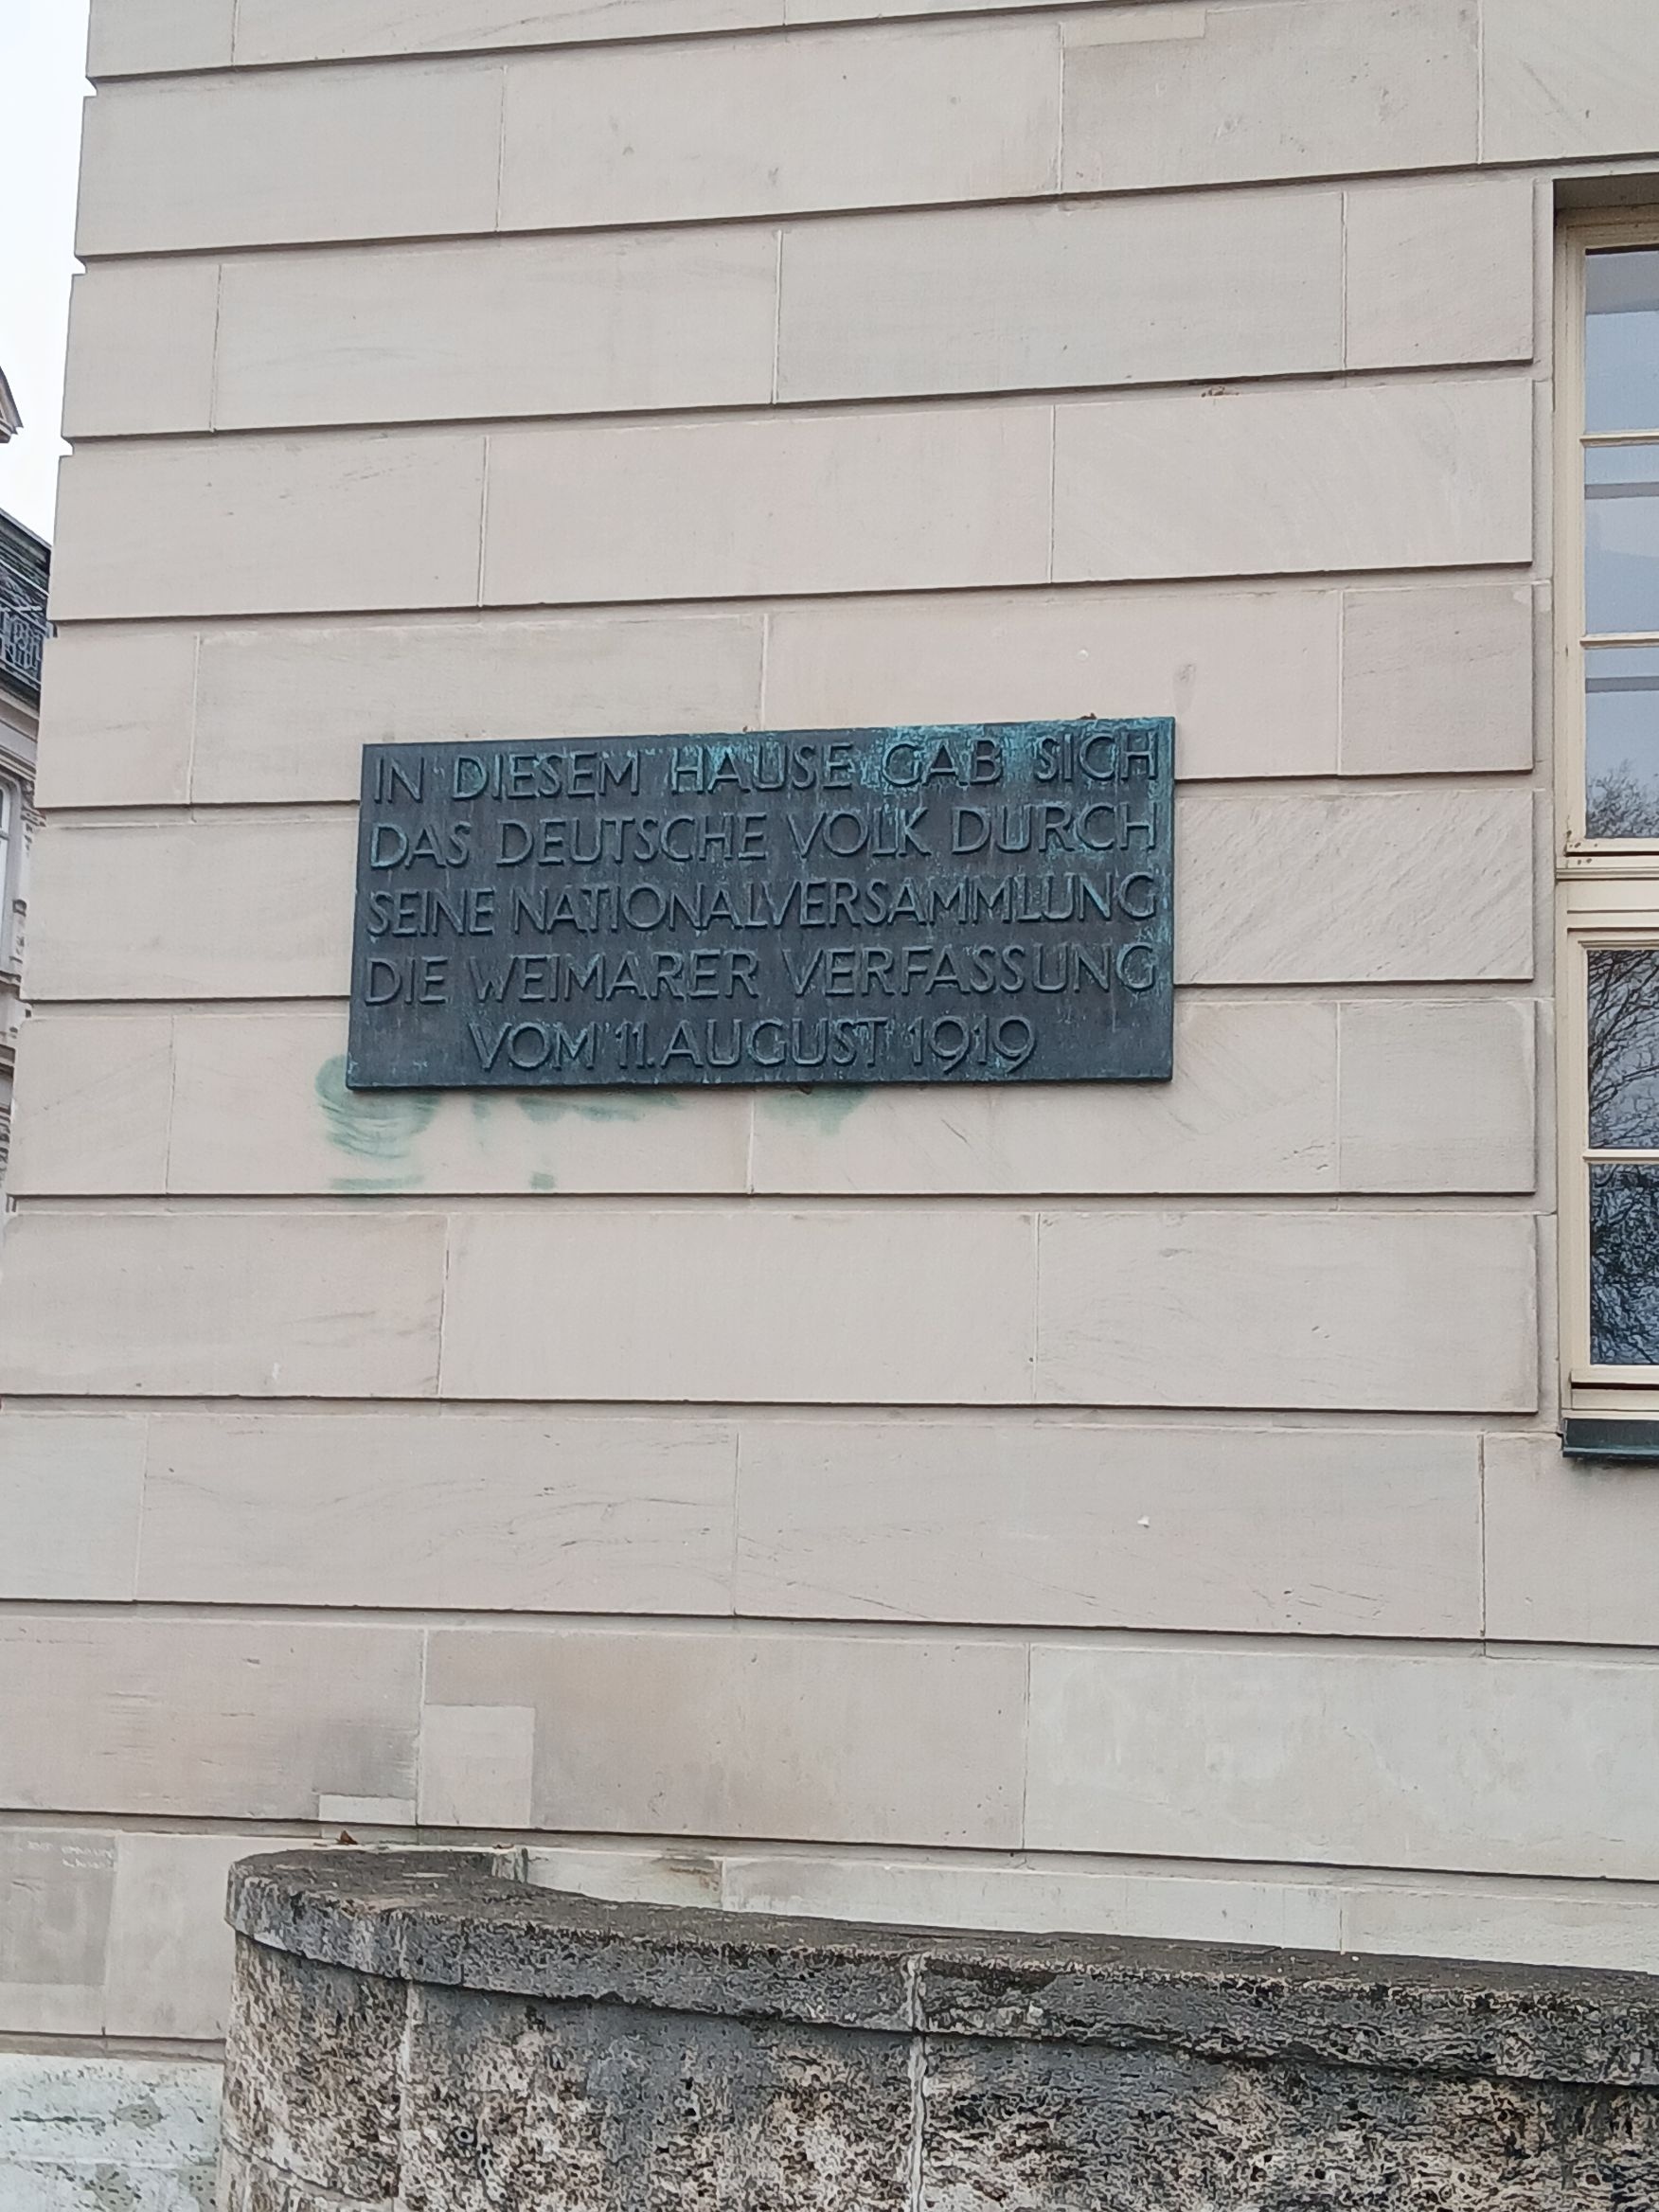 IN DIESEM HAUSE GAB SICH
DAS DEUTSCHE VOLK DURCH
SEINE NATIONALVERSAMMLUNG
DIE WEIMARER VERFASSUNG
VOM 11. AUGUST 1919